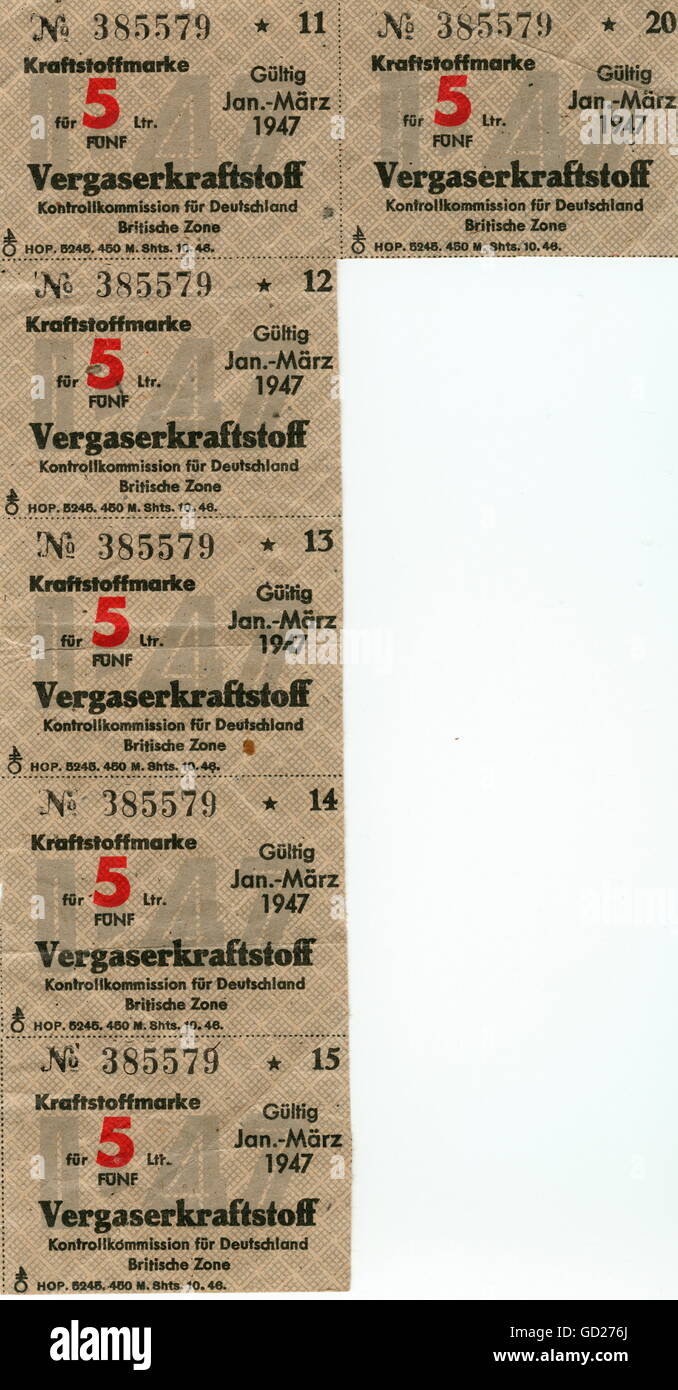 № 385579 ★ 11
Kraftstoffmarke
Gültig
für 5 Ltr. Jan.-März
FÜNF 1947
Vergaserkraftstoff
Kontrollkommission für Deutschland
Britische Zone
HOP. 5245. 450 M. Shts. 10. 46.
№ 385579 ★ 20
Kraftstoffmarke
Gültig
für 5 Ltr. Jan.-März
FÜNF 1947
Vergaserkraftstoff
Kontrollkommission für Deutschland
Britische Zone
HOP. 5245. 450 M. Shts. 10. 46.
№ 385579 ★ 12
Kraftstoffmarke
Gültig
für 5 Ltr. Jan.-März
FÜNF 1947
Vergaserkraftstoff
Kontrollkommission für Deutschland
Britische Zone
HOP. 5245. 450 M. Shts. 10. 46.
№ 385579 ★ 13
Kraftstoffmarke
Gültig
für 5 Ltr. Jan.-März
FÜNF 1947
Vergaserkraftstoff
Kontrollkommission für Deutschland
Britische Zone
HOP. 5245. 450 M. Shts. 10. 46.
№ 385579 ★ 14
Kraftstoffmarke
Gültig
für 5 Ltr. Jan.-März
FÜNF 1947
Vergaserkraftstoff
Kontrollkommission für Deutschland
Britische Zone
HOP. 5245. 450 M. Shts. 10. 46.
№ 385579 ★ 15
Kraftstoffmarke
Gültig
für 5 Ltr. Jan.-März
FÜNF 1947
Vergaserkraftstoff
Kontrollkommission für Deutschland
Britische Zone
HOP. 5245. 450 M. Shts. 10. 46.
alamy
alamy
Image ID: GD276J
www.alamy.com